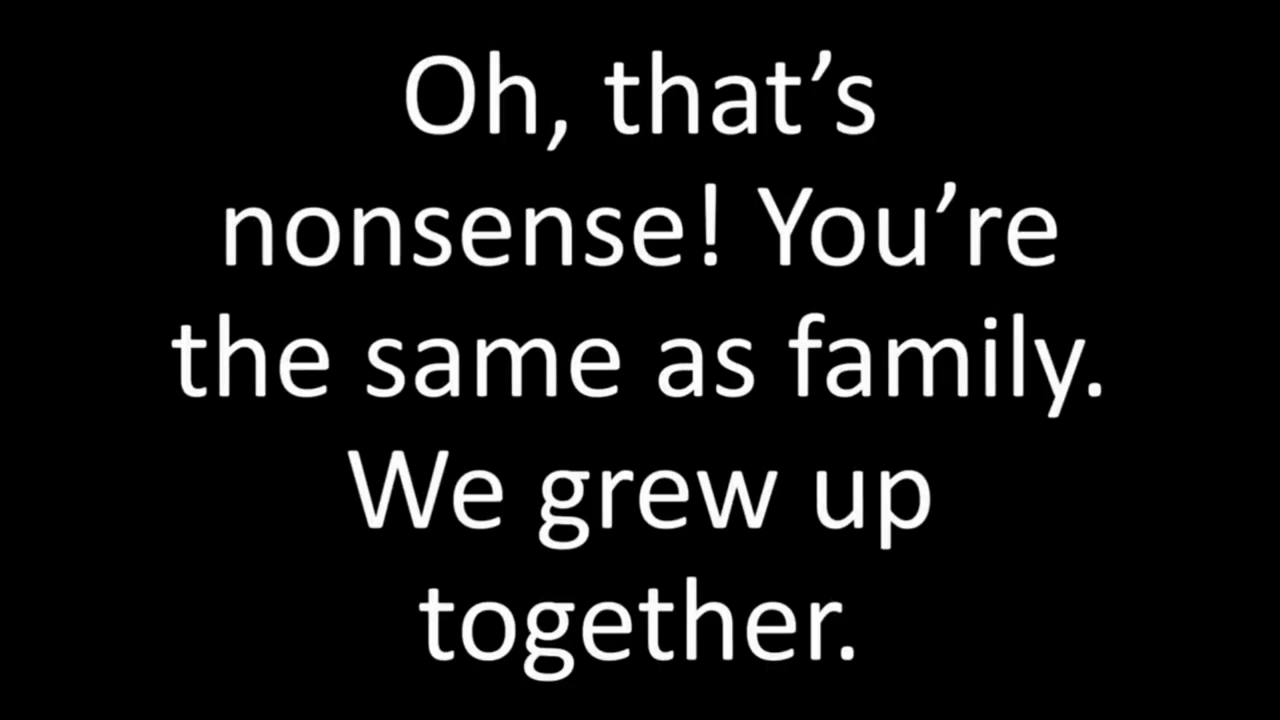 Oh, that’s
nonsense! You’re
the same as family.
We grew up
together.